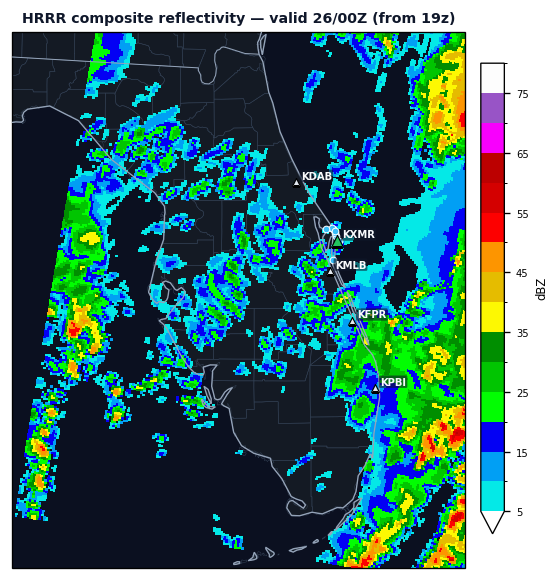 HRRR composite reflectivity — valid 26/00Z (from 19z)
KDAB
KXMR
KMLB
KFPR
KPBI
75
65
55
45
35
25
15
5
dBZ